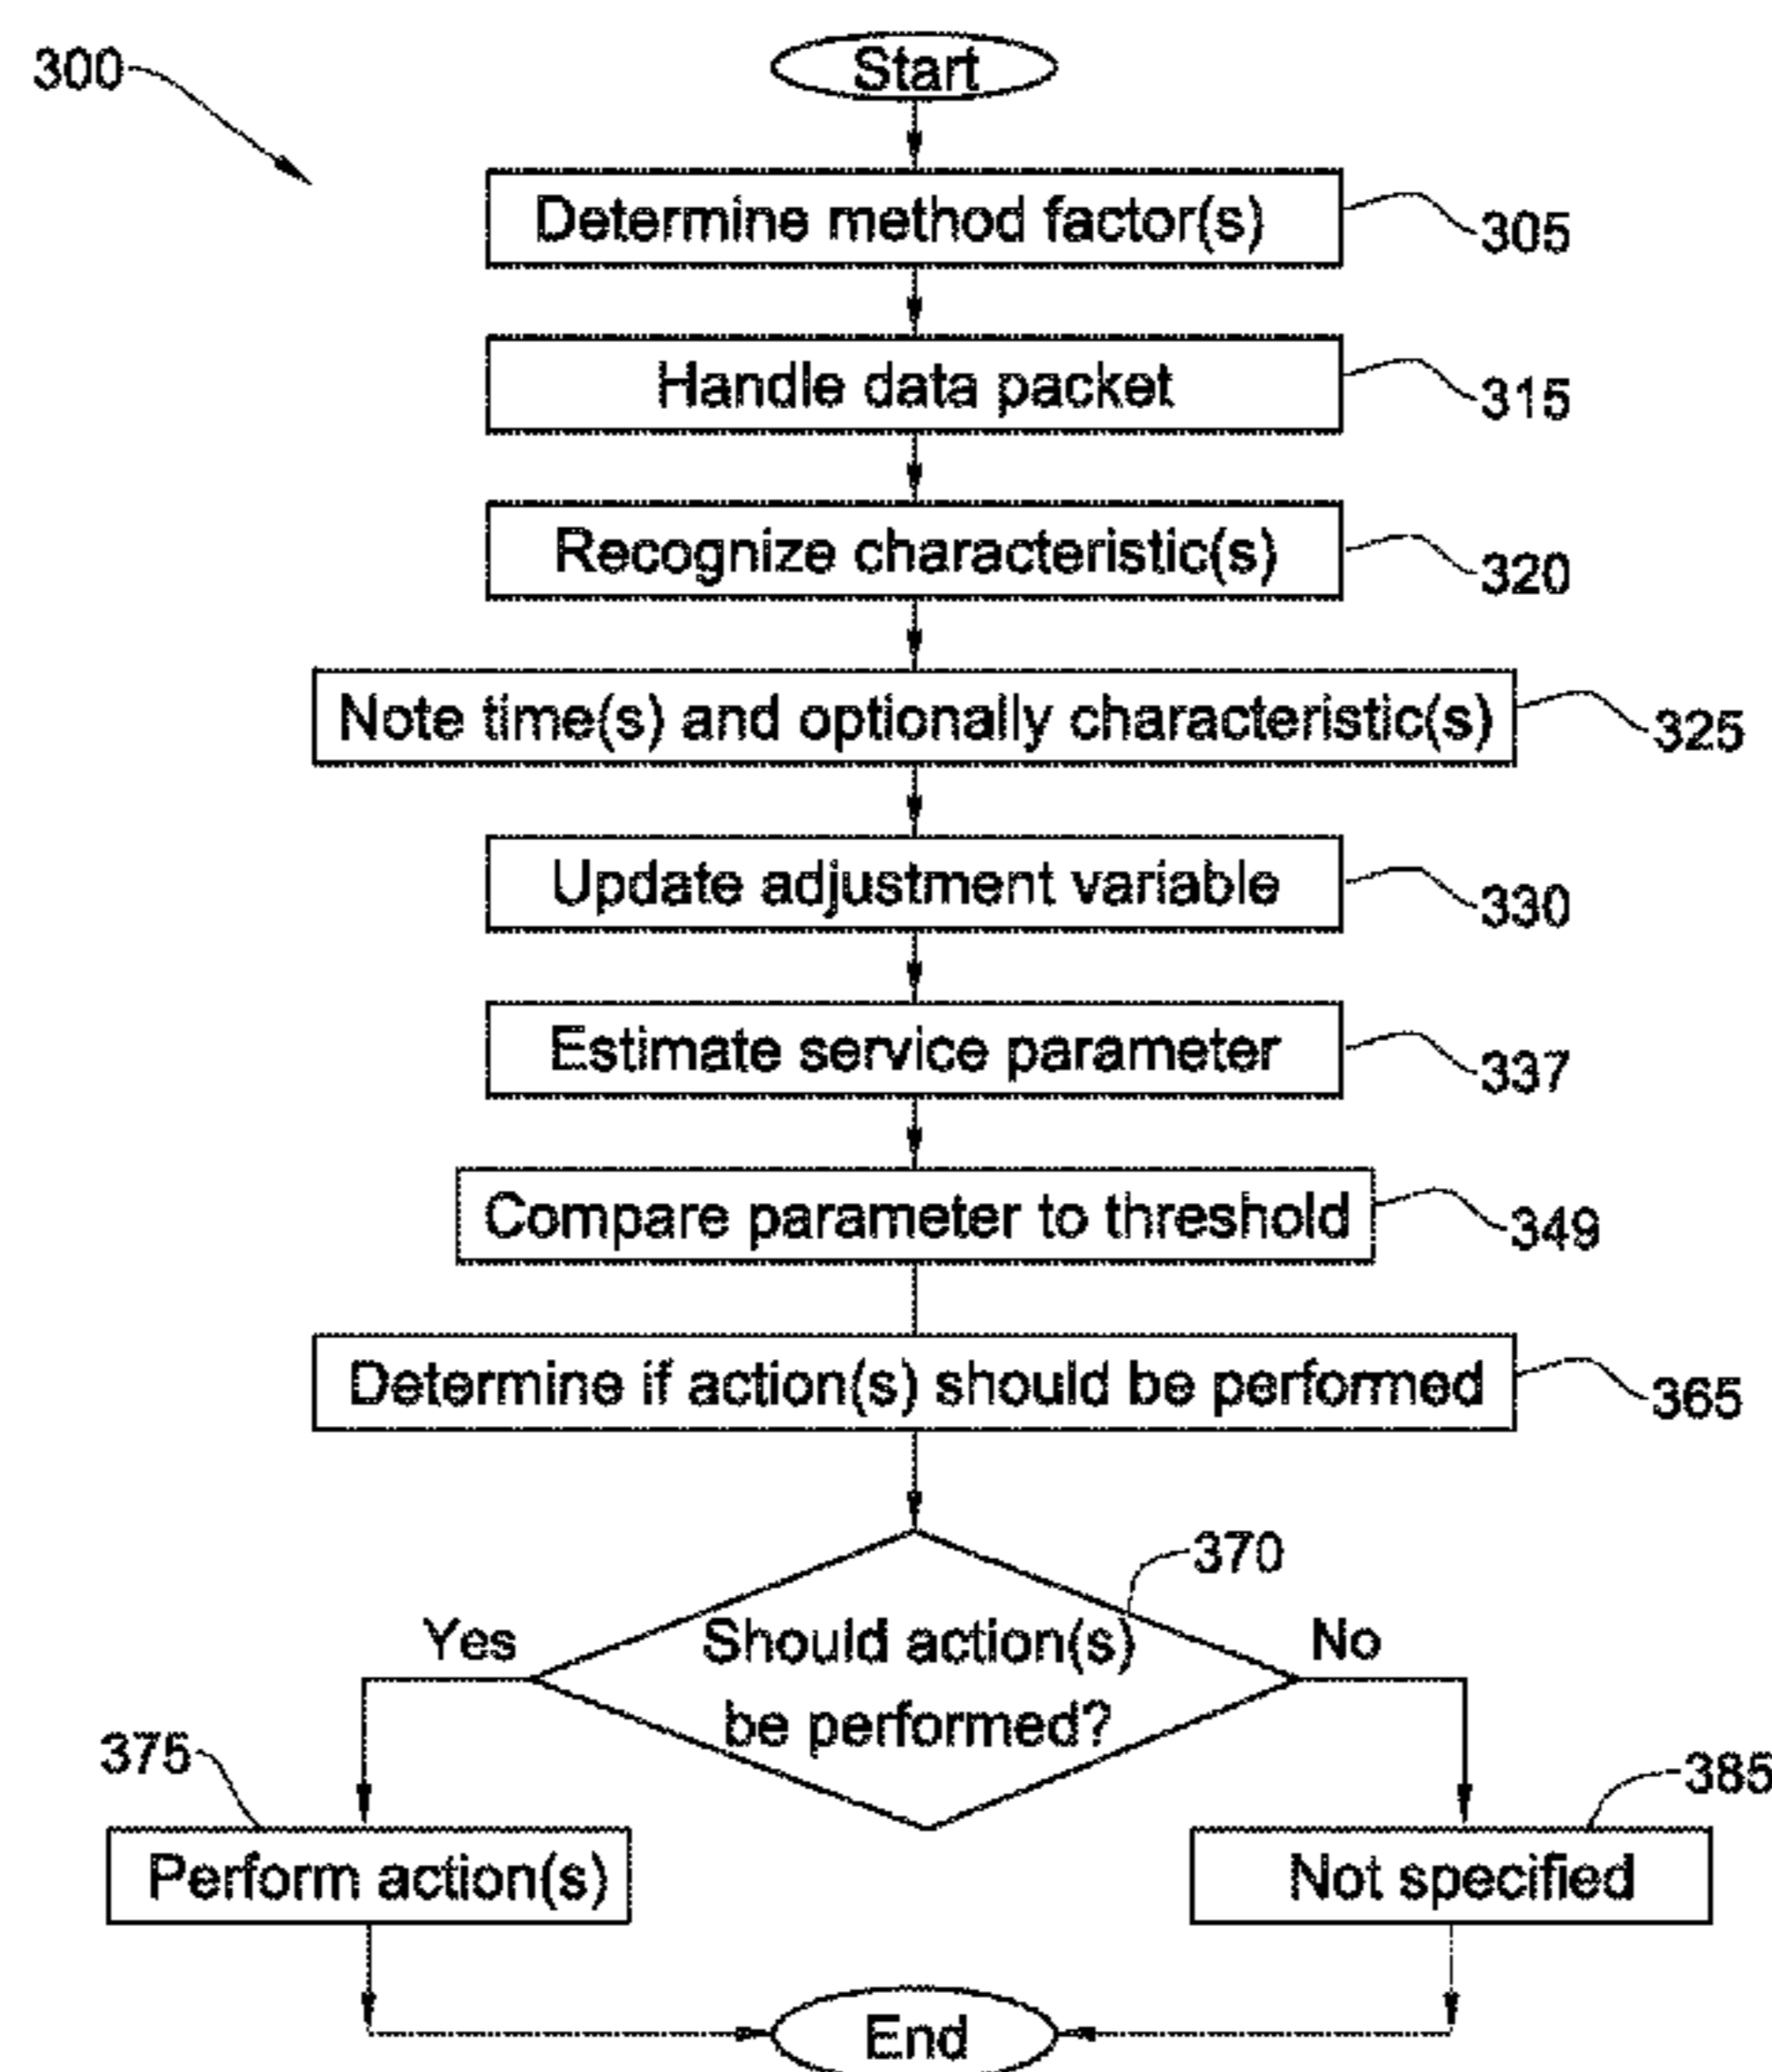 300
Start
Determine method factor(s)
305
Handle data packet
315
Recognize characteristic(s)
320
Note time(s) and optionally characteristic(s)
325
Update adjustment variable
330
Estimate service parameter
337
Compare parameter to threshold
349
Determine if action(s) should be performed
365
370
Yes
Should action(s)
be performed?
No
375
385
Perform action(s)
Not specified
End